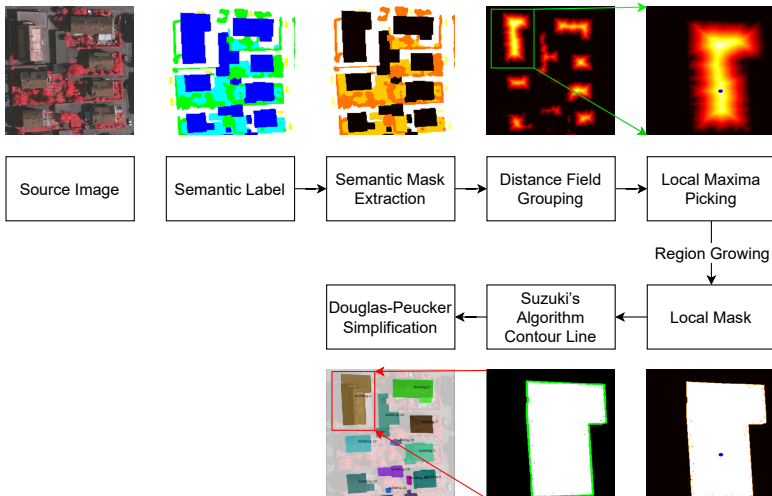 Source Image
Semantic Label
Semantic Mask
Extraction
Distance Field
Grouping
Local Maxima
Picking
Region Growing
Douglas-Peucker
Simplification
Suzuki's
Algorithm
Contour Line
Local Mask